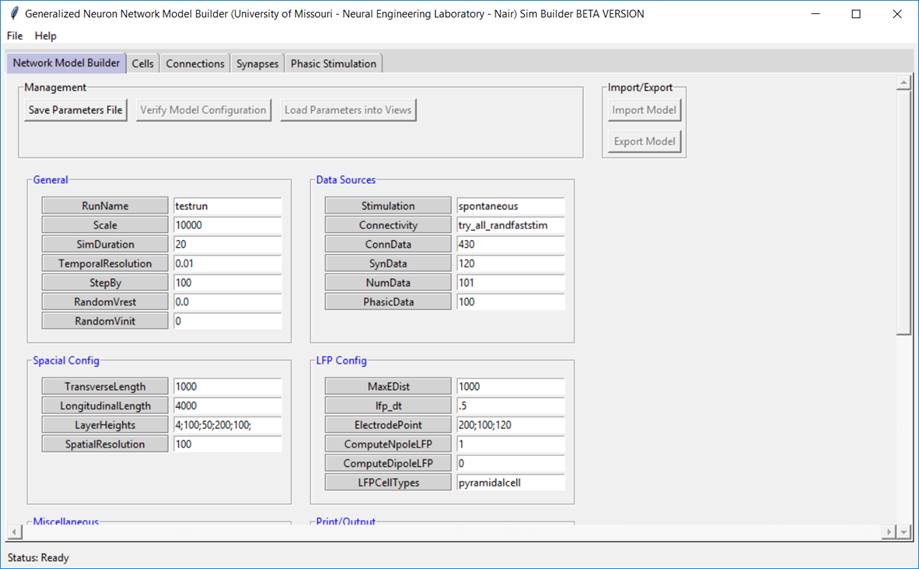 Generalized Neuron Network Model Builder (University of Missouri - Neural Engineering Laboratory - Nair) Sim Builder BETA VERSION
File Help
Network Model Builder Cells Connections Synapses Phasic Stimulation
Management
Save Parameters File Verify Model Configuration Load Parameters into Views
Import/Export
Import Model
Export Model
General
RunName testrun
Scale 10000
SimDuration 20
TemporalResolution 0.01
StepBy 100
RandomVrest 0.0
RandomVinit 0
Data Sources
Stimulation spontaneous
Connectivity try_all_randfaststim
ConnData 430
SynData 120
NumData 101
PhasicData 100
Spacial Config
TransverseLength 1000
LongitudinalLength 4000
LayerHeights 4;100;50;200;100;
SpatialResolution 100
LFP Config
MaxEDist 1000
lfp_dt .5
ElectrodePoint 200;100;120
ComputeNpoleLFP 1
ComputeDipoleLFP 0
LFPCellTypes pyramidalcell
Miscellaneous
Print/Output
Status: Ready